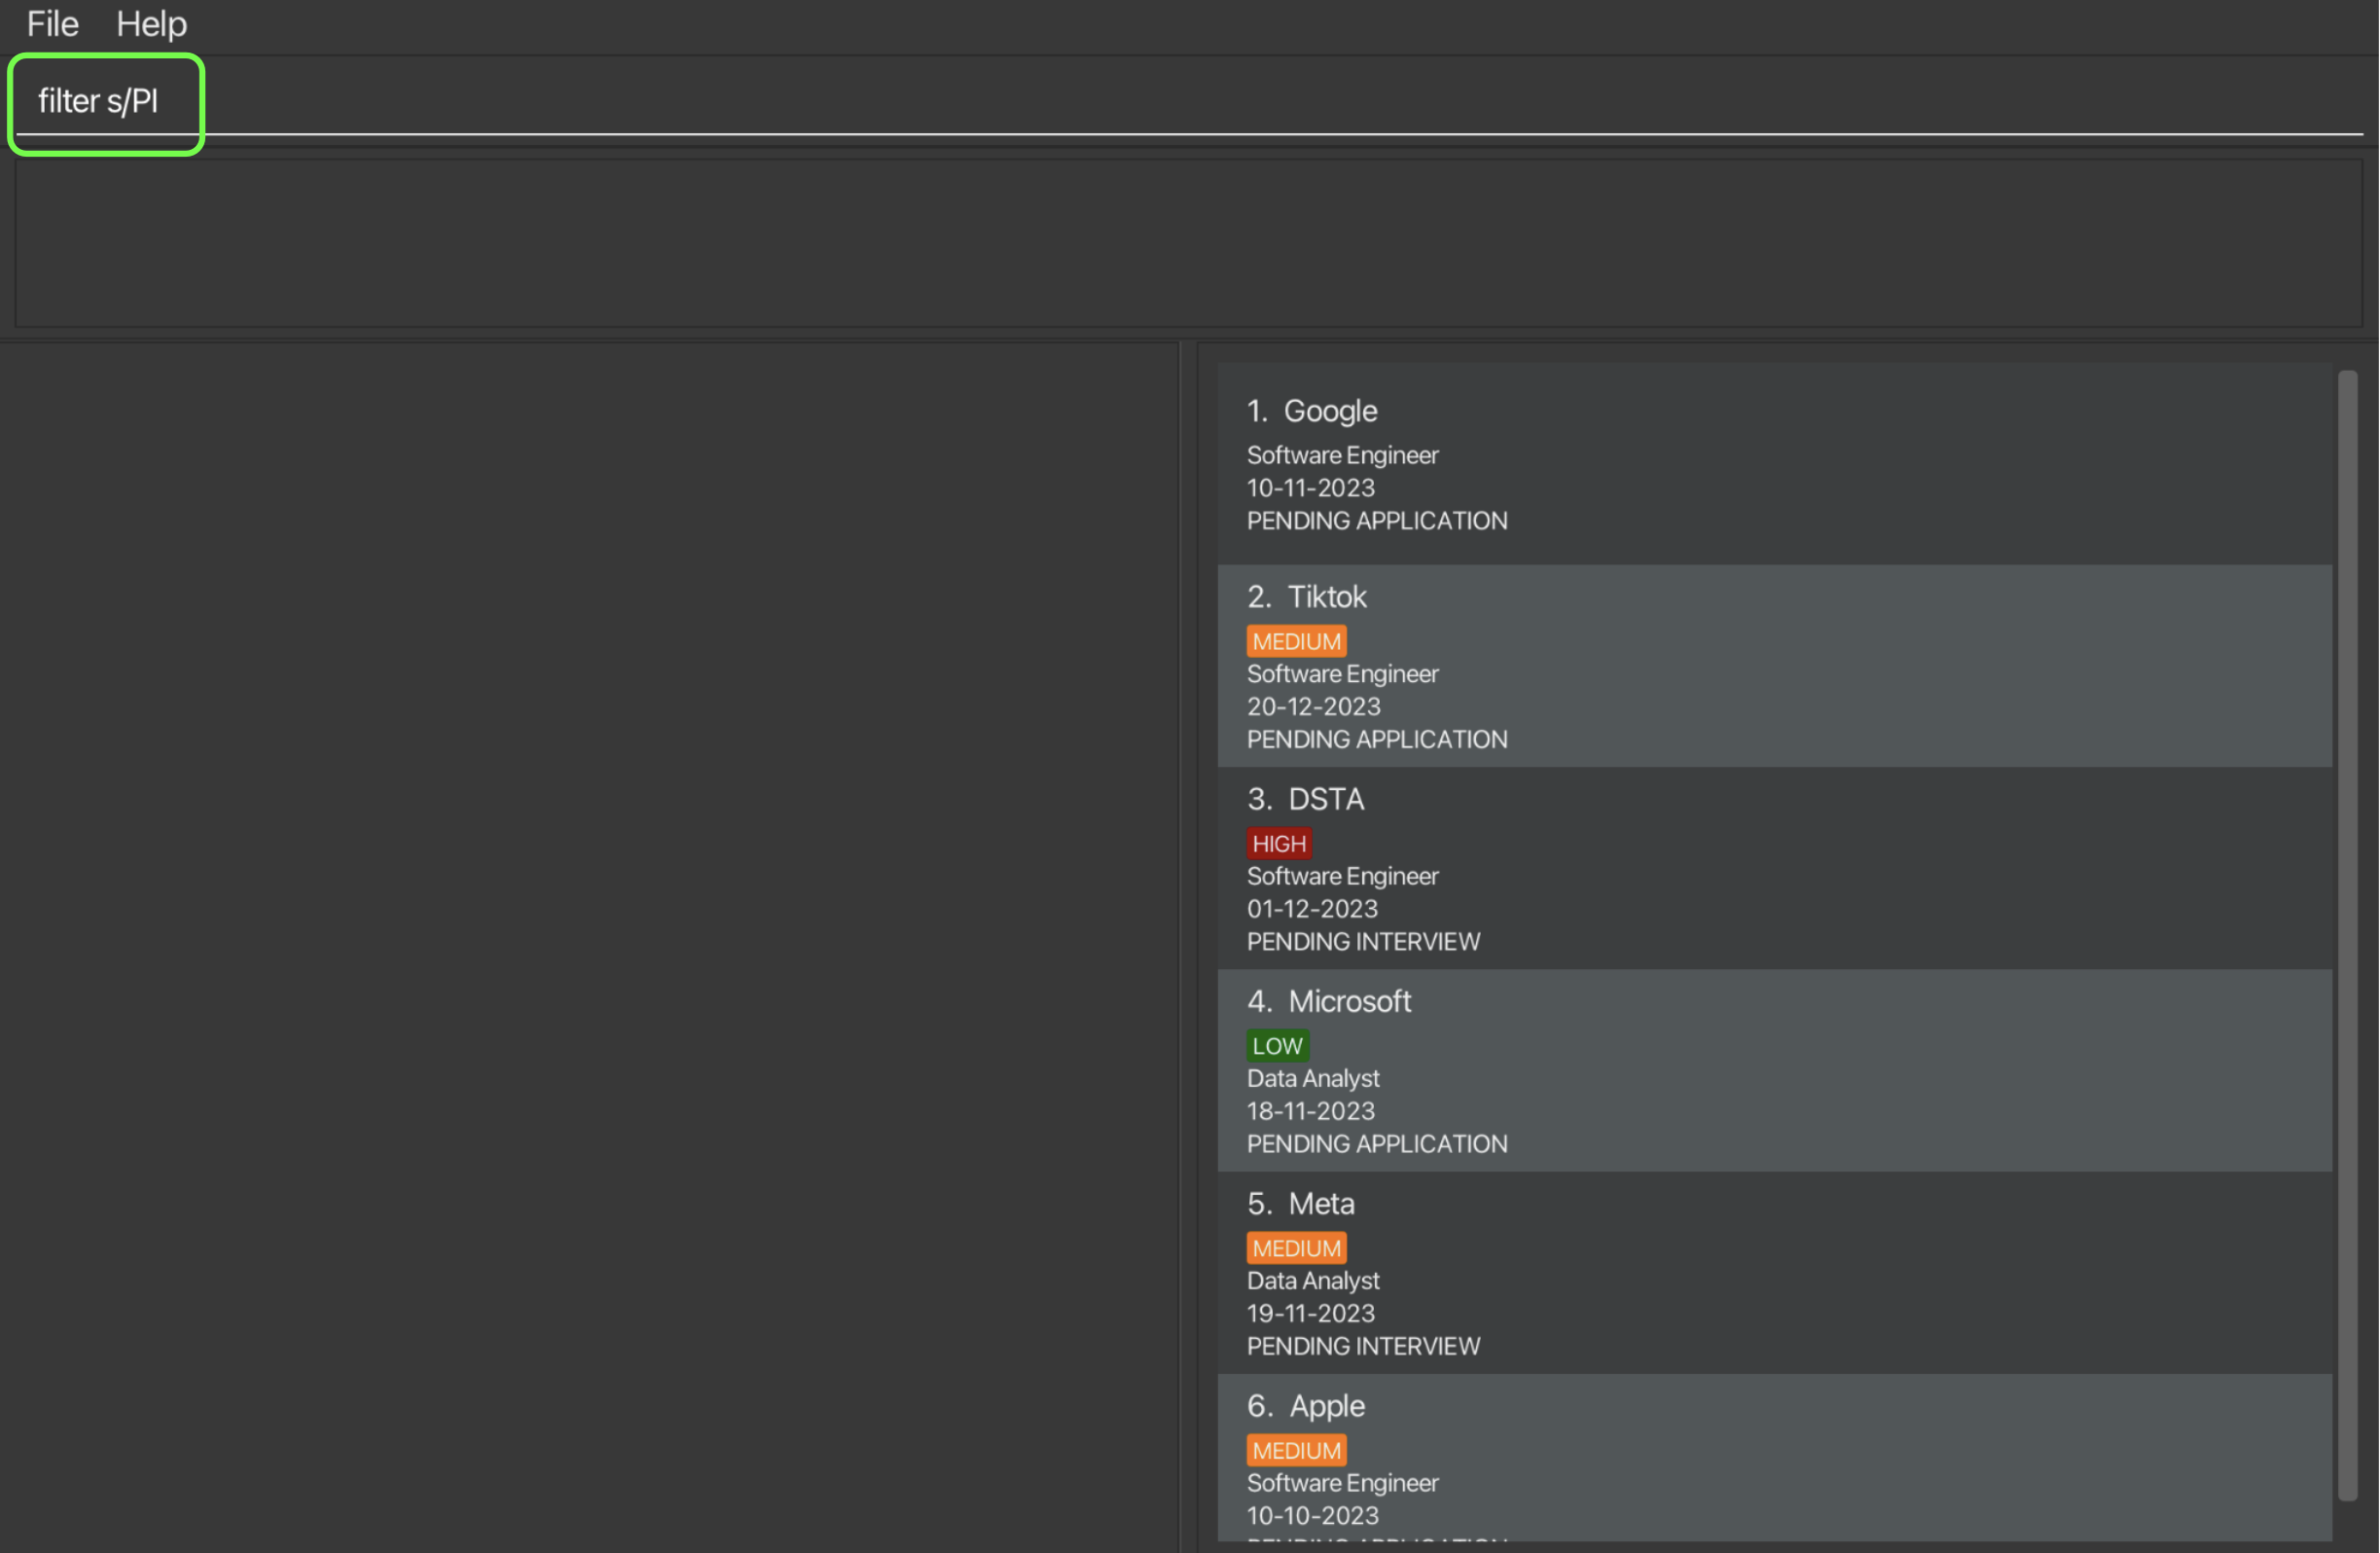 File Help
filter s/PI
1. Google
Software Engineer
10-11-2023
PENDING APPLICATION
2. Tiktok
MEDIUM
Software Engineer
20-12-2023
PENDING APPLICATION
3. DSTA
HIGH
Software Engineer
01-12-2023
PENDING INTERVIEW
4. Microsoft
LOW
Data Analyst
18-11-2023
PENDING APPLICATION
5. Meta
MEDIUM
Data Analyst
19-11-2023
PENDING INTERVIEW
6. Apple
MEDIUM
Software Engineer
10-10-2023